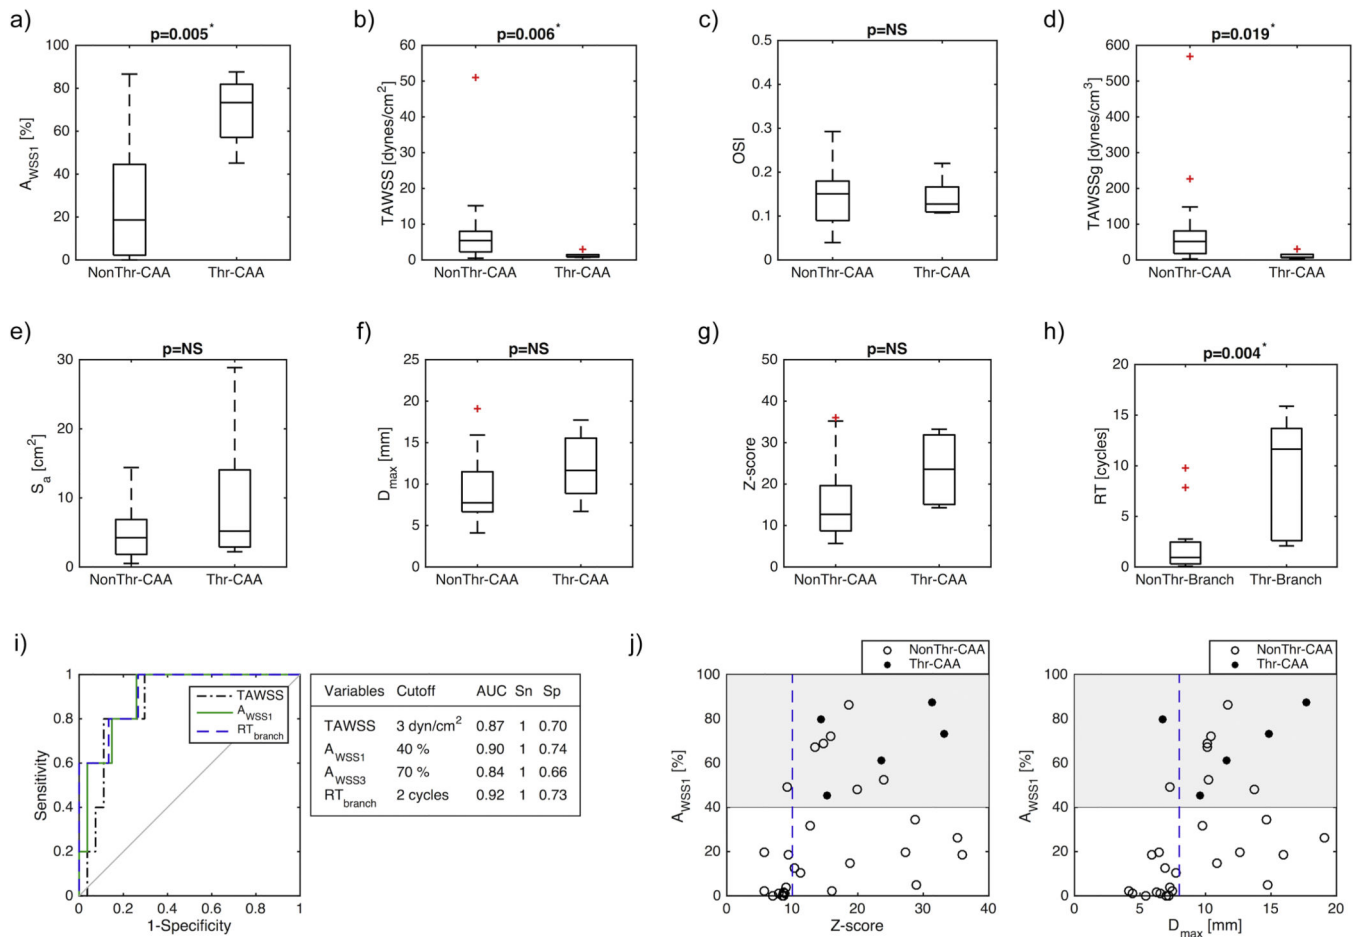 a)
p=0.005*
A_WSS1 [%]
100
80
60
40
20
0
NonThr-CAA Thr-CAA
b)
p=0.006*
TAWSS [dynes/cm²]
60
50
40
30
20
10
0
NonThr-CAA Thr-CAA
c)
p=NS
OSI
0.5
0.4
0.3
0.2
0.1
0
NonThr-CAA Thr-CAA
d)
p=0.019*
TAWSSg [dynes/cm³]
600
500
400
300
200
100
0
NonThr-CAA Thr-CAA
e)
p=NS
S_a [cm²]
30
20
10
0
NonThr-CAA Thr-CAA
f)
p=NS
D_max [mm]
25
20
15
10
5
0
NonThr-CAA Thr-CAA
g)
p=NS
Z-score
50
40
30
20
10
0
NonThr-CAA Thr-CAA
h)
p=0.004*
RT [cycles]
20
15
10
5
0
NonThr-Branch Thr-Branch
i)
Sensitivity
1
0.8
0.6
0.4
0.2
0
0.2 0.4 0.6 0.8 1
1-Specificity
TAWSS
A_WSS1
RT_branch
Variables Cutoff AUC Sn Sp
TAWSS 3 dyn/cm² 0.87 1 0.70
A_WSS1 40 % 0.90 1 0.74
A_WSS3 70 % 0.84 1 0.66
RT_branch 2 cycles 0.92 1 0.73
j)
NonThr-CAA
Thr-CAA
A_WSS1 [%]
100
80
60
40
20
0
0 10 20 30 40
Z-score
NonThr-CAA
Thr-CAA
A_WSS1 [%]
100
80
60
40
20
0
0 5 10 15 20
D_max [mm]